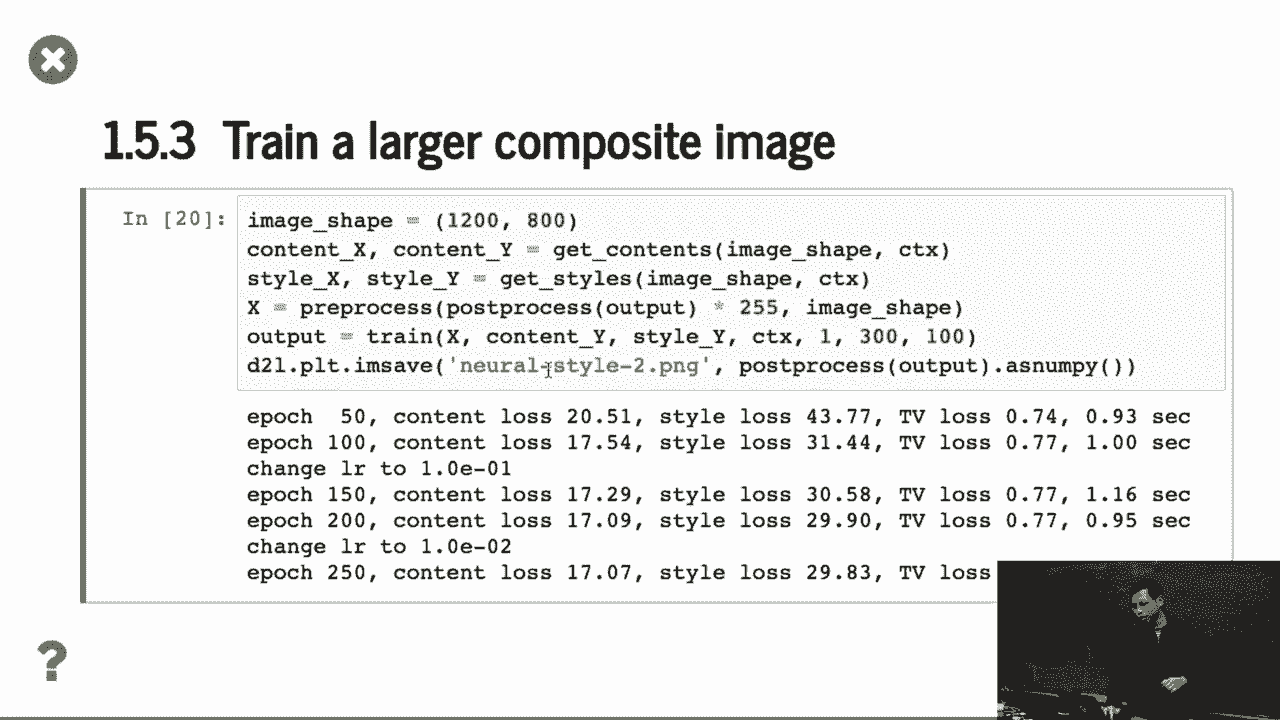 1.5.3 Train a larger composite image
In [20]:
image_shape = (1200, 800)
content_X, content_Y = get_contents(image_shape, ctx)
style_X, style_Y = get_styles(image_shape, ctx)
X = preprocess(postprocess(output) * 255, image_shape)
output = train(X, content_Y, style_Y, ctx, 1, 300, 100)
d2l.plt.imsave('neural-style-2.png', postprocess(output).asnumpy())
epoch  50, content loss 20.51, style loss 43.77, TV loss 0.74, 0.93 sec
epoch 100, content loss 17.54, style loss 31.44, TV loss 0.77, 1.00 sec
change lr to 1.0e-01
epoch 150, content loss 17.29, style loss 30.58, TV loss 0.77, 1.16 sec
epoch 200, content loss 17.09, style loss 29.90, TV loss 0.77, 0.95 sec
change lr to 1.0e-02
epoch 250, content loss 17.07, style loss 29.83, TV loss
?